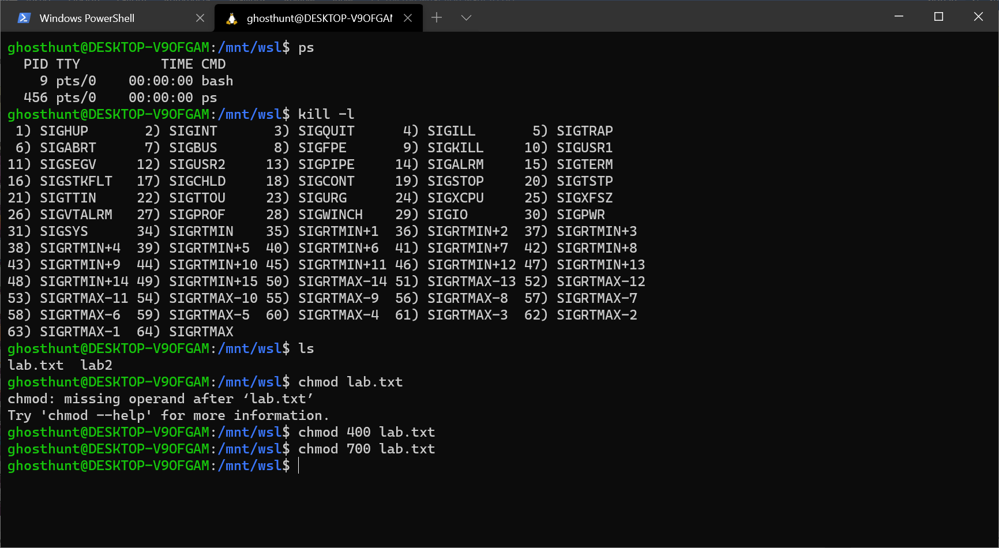 Windows PowerShell
ghosthunt@DESKTOP-V9OFGAM
ghosthunt@DESKTOP-V9OFGAM:/mnt/wsl$ ps
  PID TTY          TIME CMD
    9 pts/0    00:00:00 bash
  456 pts/0    00:00:00 ps
ghosthunt@DESKTOP-V9OFGAM:/mnt/wsl$ kill -l
 1) SIGHUP       2) SIGINT       3) SIGQUIT      4) SIGILL       5) SIGTRAP
 6) SIGABRT      7) SIGBUS       8) SIGFPE       9) SIGKILL     10) SIGUSR1
11) SIGSEGV     12) SIGUSR2     13) SIGPIPE     14) SIGALRM     15) SIGTERM
16) SIGSTKFLT   17) SIGCHLD     18) SIGCONT     19) SIGSTOP     20) SIGTSTP
21) SIGTTIN     22) SIGTTOU     23) SIGURG      24) SIGXCPU     25) SIGXFSZ
26) SIGVTALRM   27) SIGPROF     28) SIGWINCH    29) SIGIO       30) SIGPWR
31) SIGSYS      34) SIGRTMIN    35) SIGRTMIN+1  36) SIGRTMIN+2  37) SIGRTMIN+3
38) SIGRTMIN+4  39) SIGRTMIN+5  40) SIGRTMIN+6  41) SIGRTMIN+7  42) SIGRTMIN+8
43) SIGRTMIN+9  44) SIGRTMIN+10 45) SIGRTMIN+11 46) SIGRTMIN+12 47) SIGRTMIN+13
48) SIGRTMIN+14 49) SIGRTMIN+15 50) SIGRTMAX-14 51) SIGRTMAX-13 52) SIGRTMAX-12
53) SIGRTMAX-11 54) SIGRTMAX-10 55) SIGRTMAX-9  56) SIGRTMAX-8  57) SIGRTMAX-7
58) SIGRTMAX-6  59) SIGRTMAX-5  60) SIGRTMAX-4  61) SIGRTMAX-3  62) SIGRTMAX-2
63) SIGRTMAX-1  64) SIGRTMAX
ghosthunt@DESKTOP-V9OFGAM:/mnt/wsl$ ls
lab.txt  lab2
ghosthunt@DESKTOP-V9OFGAM:/mnt/wsl$ chmod lab.txt
chmod: missing operand after ‘lab.txt’
Try 'chmod --help' for more information.
ghosthunt@DESKTOP-V9OFGAM:/mnt/wsl$ chmod 400 lab.txt
ghosthunt@DESKTOP-V9OFGAM:/mnt/wsl$ chmod 700 lab.txt
ghosthunt@DESKTOP-V9OFGAM:/mnt/wsl$